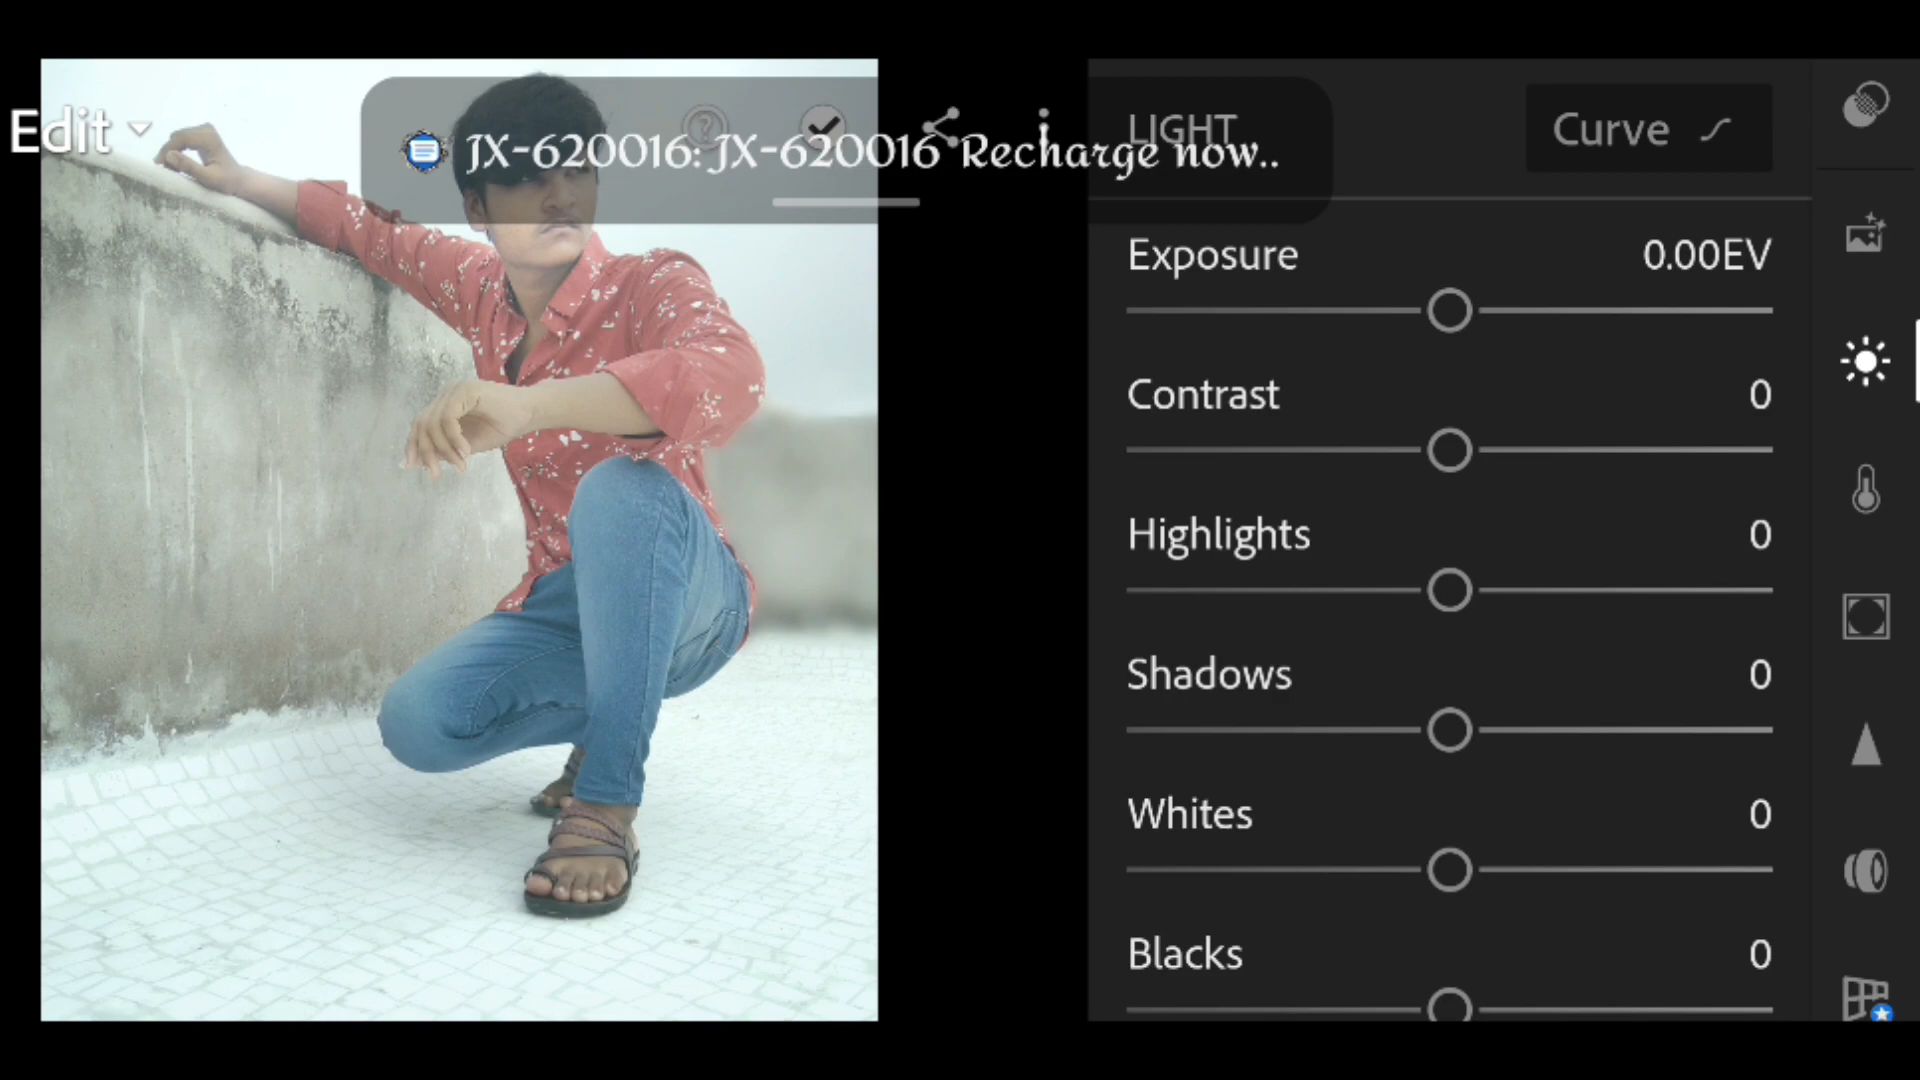 Edit
JX-620016: JX-620016 Recharge now..
LIGHT
Curve
Exposure 0.00EV
Contrast 0
Highlights 0
Shadows 0
Whites 0
Blacks 0